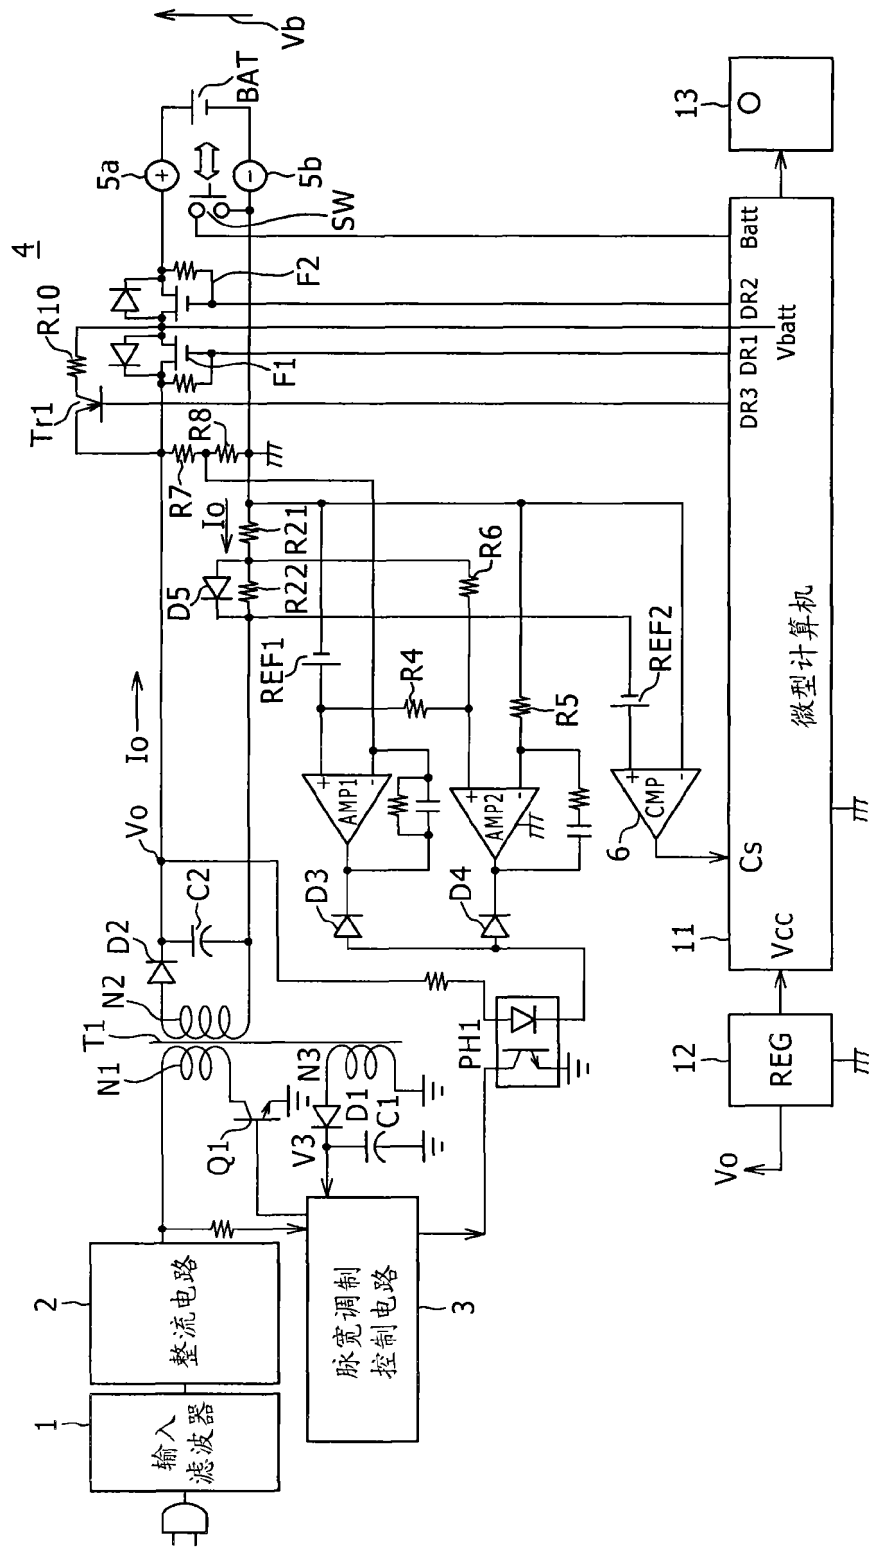 1
输入
滤波器
2
整流电路
3
脉宽调制
控制电路
V3
D1
C1
Q1
N1
T1
N2
N3
D2
C2
Vo
Io
PH1
D3
D4
AMP1
+
-
AMP2
+
-
REF1
R4
R5
R6
D5
R22
R21
Io
R7
R8
Tr1
R10
4
F1
F2
SW
5a
+
5b
-
BAT
Vb
6
CMP
+
-
REF2
Vo
12
REG
11
Vcc
Cs
微型计算机
DR3
DR1
Vbatt
DR2
Batt
13